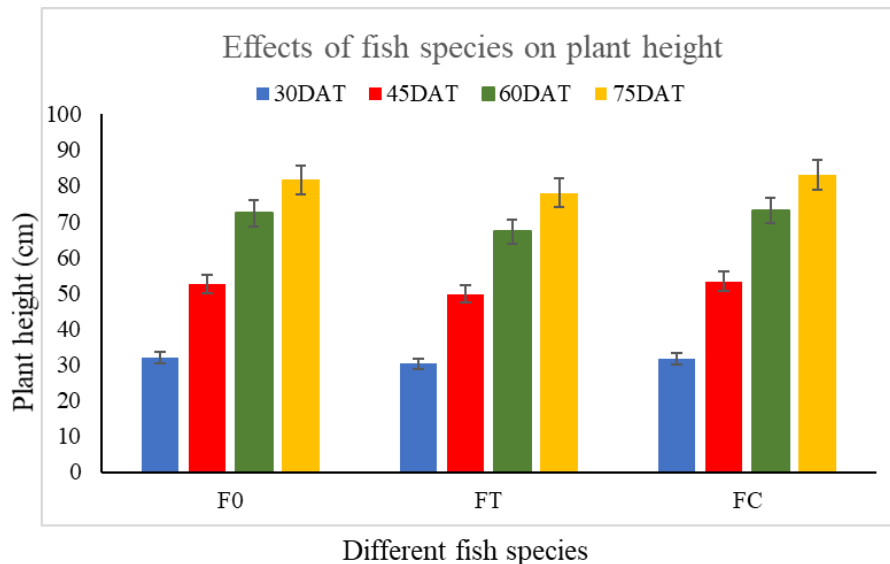 Effects of fish species on plant height
30DAT 45DAT 60DAT 75DAT
Plant height (cm)
100
90
80
70
60
50
40
30
20
10
0
F0 FT FC
Different fish species